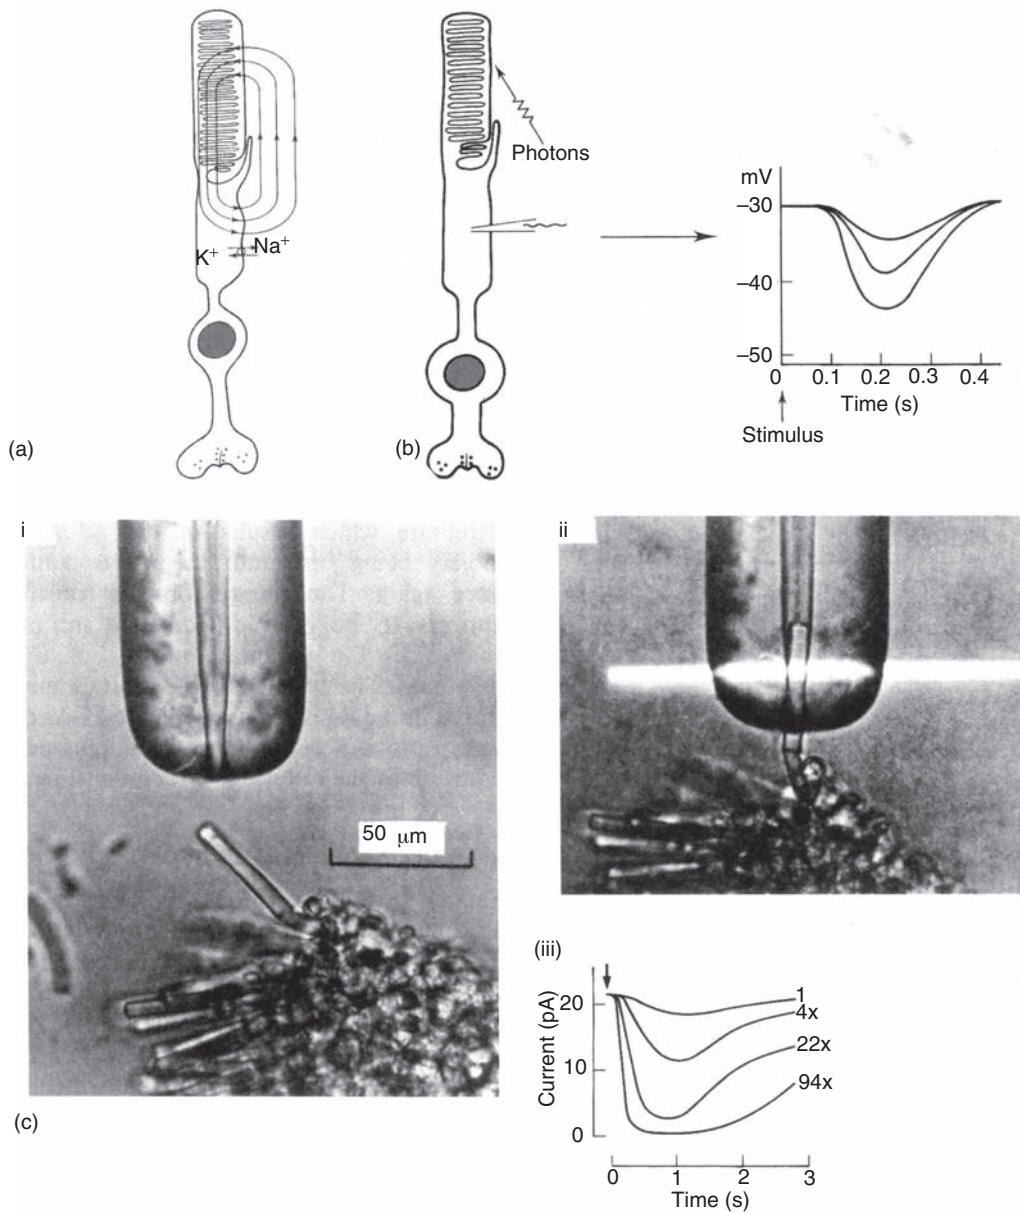 K⁺ Na⁺
(a)
Photons
(b)
mV
–30
–40
–50
0 0.1 0.2 0.3 0.4
Time (s)
Stimulus
i
50 μm
(c)
ii
(iii)
Current (pA)
20
10
0
1
4x
22x
94x
0 1 2 3
Time (s)